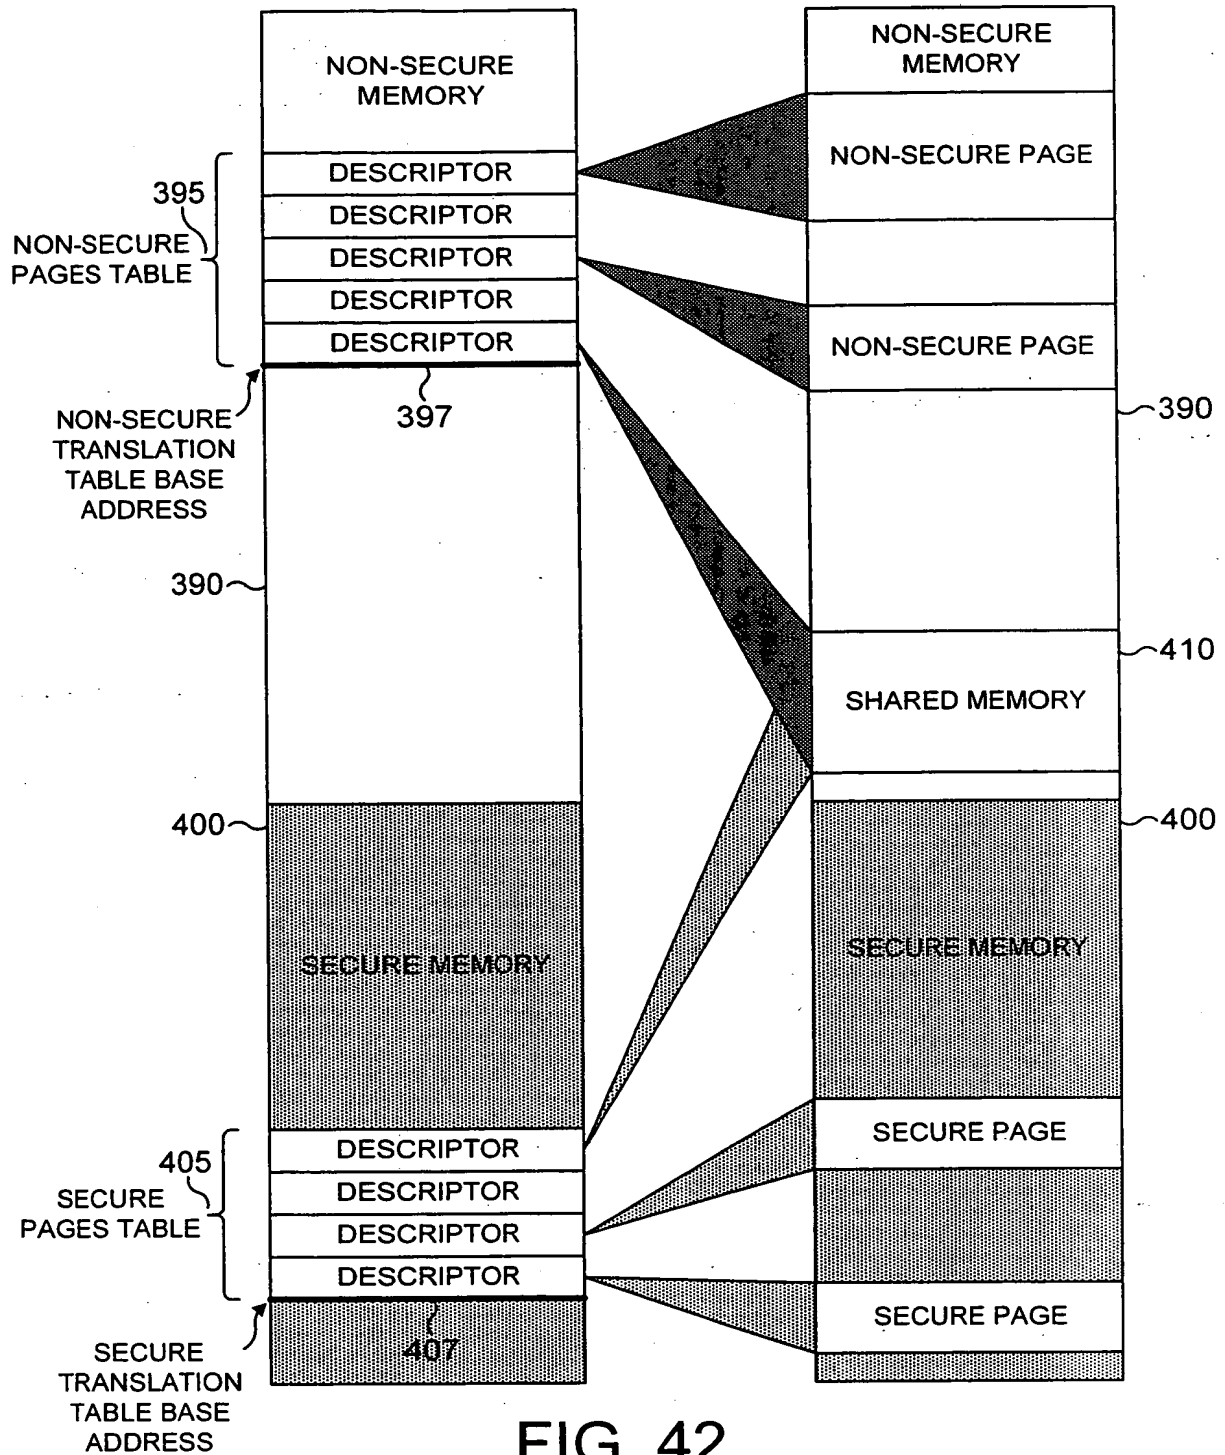 NON-SECURE
MEMORY
DESCRIPTOR
DESCRIPTOR
DESCRIPTOR
DESCRIPTOR
DESCRIPTOR
395
NON-SECURE
PAGES TABLE
397
NON-SECURE
TRANSLATION
TABLE BASE
ADDRESS
390
400
SECURE MEMORY
DESCRIPTOR
DESCRIPTOR
DESCRIPTOR
DESCRIPTOR
405
SECURE
PAGES TABLE
407
SECURE
TRANSLATION
TABLE BASE
ADDRESS
NON-SECURE
MEMORY
NON-SECURE PAGE
NON-SECURE PAGE
390
410
SHARED MEMORY
400
SECURE MEMORY
SECURE PAGE
SECURE PAGE
FIG. 42